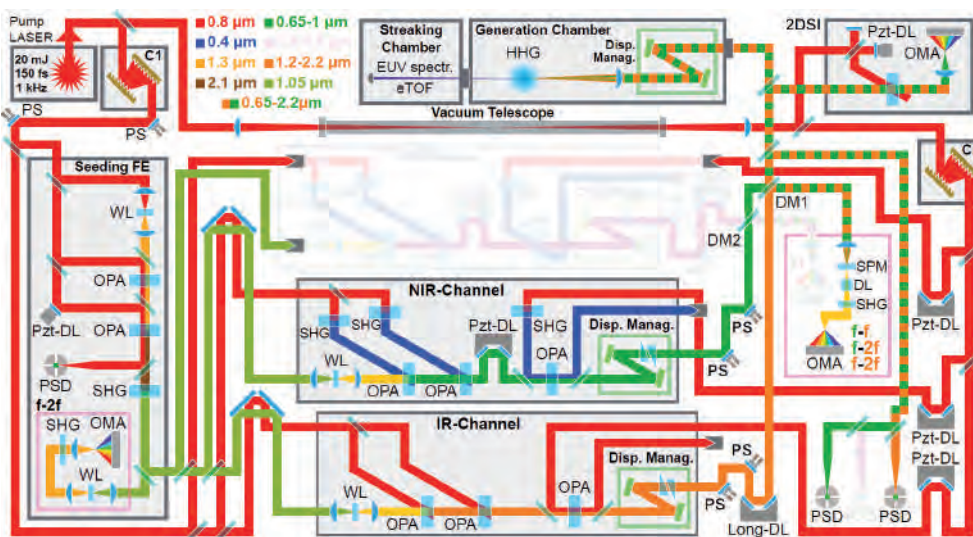 Pump
LASER
20 mJ
150 fs
1 kHz
C1
PS
PS
0.8 µm
0.65-1 µm
0.4 µm
1.3 µm
1.2-2.2 µm
2.1 µm
1.05 µm
0.65-2.2µm
Streaking
Chamber
EUV spectr.
eTOF
Generation Chamber
HHG
Disp.
Manag.
2DSI
Pzt-DL
OMA
Vacuum Telescope
C
Seeding FE
WL
OPA
Pzt-DL
OPA
PSD
SHG
f-2f
SHG
OMA
WL
DM1
DM2
SPM
DL
SHG
OMA
f-f
f-2f
f-2f
Pzt-DL
NIR-Channel
SHG
SHG
Pzt-DL
SHG
Disp. Manag.
WL
OPA
OPA
OPA
PS
PS
Pzt-DL
Pzt-DL
IR-Channel
WL
OPA
OPA
OPA
Disp. Manag.
PS
PS
Long-DL
PSD
PSD